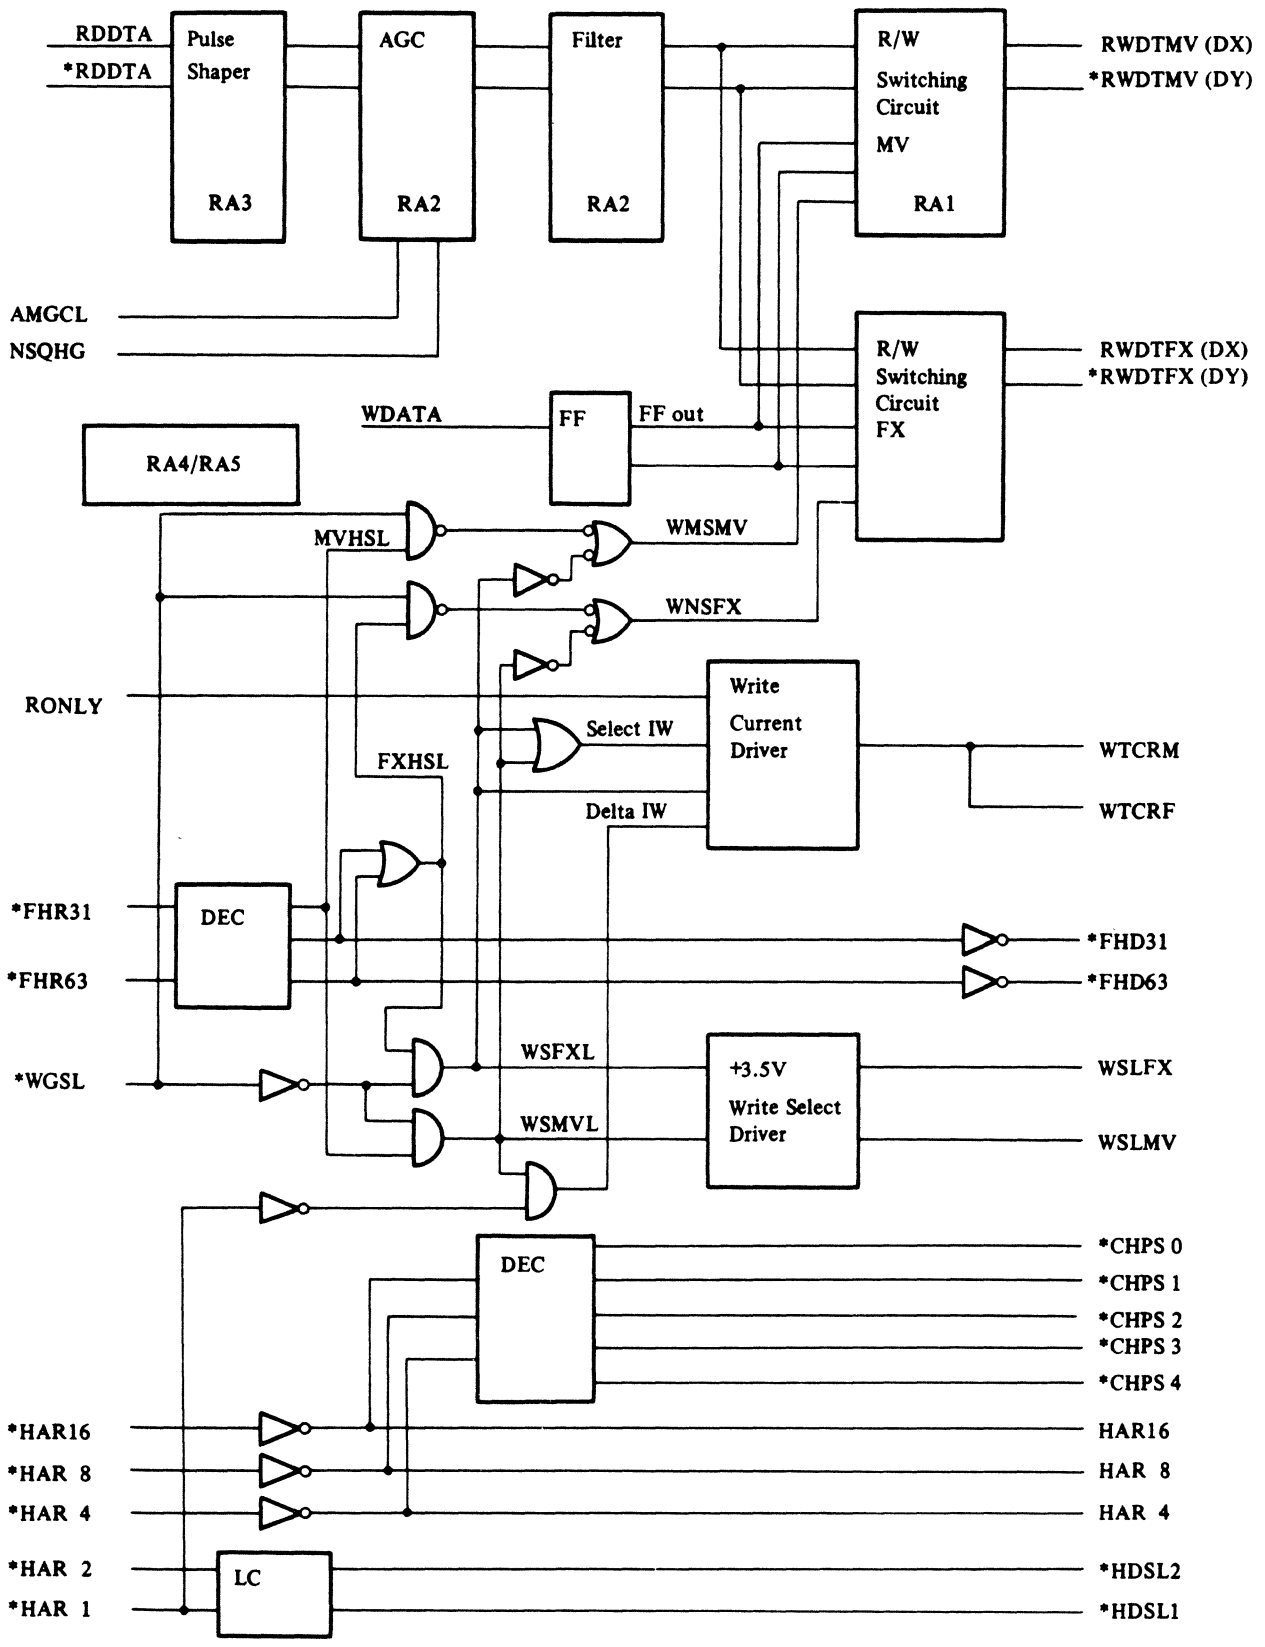 RDDTA
*RDDTA
Pulse
Shaper
RA3
AGC
RA2
Filter
RA2
R/W
Switching
Circuit
MV
RA1
RWDTMV (DX)
*RWDTMV (DY)
AMGCL
NSQHG
R/W
Switching
Circuit
FX
RWDTFX (DX)
*RWDTFX (DY)
WDATA
FF
FF out
RA4/RA5
MVHSL
WMSMV
WNSFX
RONLY
Write
Current
Driver
Select IW
FXHSL
Delta IW
WTCRM
WTCRF
*FHR31
*FHR63
DEC
*FHD31
*FHD63
*WGSL
WSFXL
WSMVL
+3.5V
Write Select
Driver
WSLFX
WSLMV
DEC
*CHPS 0
*CHPS 1
*CHPS 2
*CHPS 3
*CHPS 4
*HAR16
HAR16
*HAR 8
HAR 8
*HAR 4
HAR 4
*HAR 2
LC
*HDSL2
*HAR 1
*HDSL1